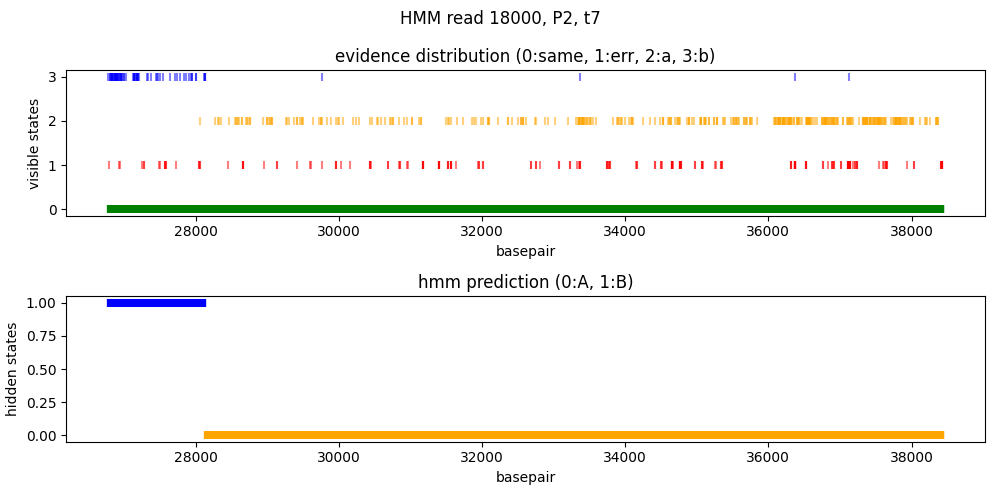 HMM read 18000, P2, t7
evidence distribution (0:same, 1:err, 2:a, 3:b)
visible states
3
2
1
0
28000 30000 32000 34000 36000 38000
basepair
hmm prediction (0:A, 1:B)
hidden states
1.00
0.75
0.50
0.25
0.00
28000 30000 32000 34000 36000 38000
basepair